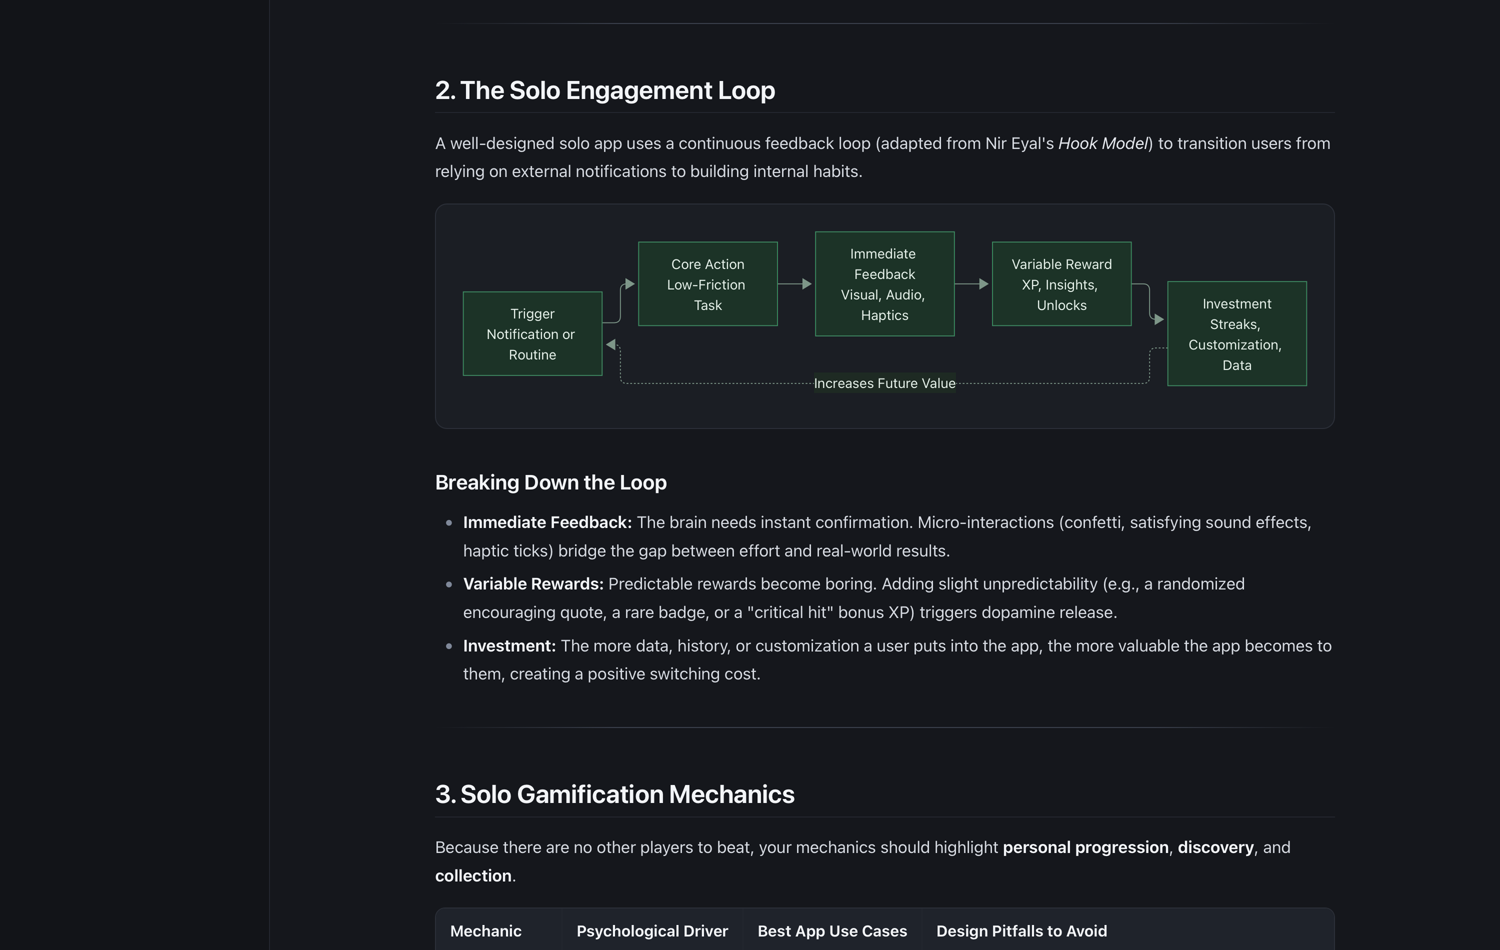 2. The Solo Engagement Loop
A well-designed solo app uses a continuous feedback loop (adapted from Nir Eyal's Hook Model) to transition users from
relying on external notifications to building internal habits.
Trigger
Notification or
Routine
Core Action
Low-Friction
Task
Immediate
Feedback
Visual, Audio,
Haptics
Variable Reward
XP, Insights,
Unlocks
Investment
Streaks,
Customization,
Data
Increases Future Value
Breaking Down the Loop
• Immediate Feedback: The brain needs instant confirmation. Micro-interactions (confetti, satisfying sound effects,
haptic ticks) bridge the gap between effort and real-world results.
• Variable Rewards: Predictable rewards become boring. Adding slight unpredictability (e.g., a randomized
encouraging quote, a rare badge, or a "critical hit" bonus XP) triggers dopamine release.
• Investment: The more data, history, or customization a user puts into the app, the more valuable the app becomes to
them, creating a positive switching cost.
3. Solo Gamification Mechanics
Because there are no other players to beat, your mechanics should highlight personal progression, discovery, and
collection.
Mechanic Psychological Driver Best App Use Cases Design Pitfalls to Avoid